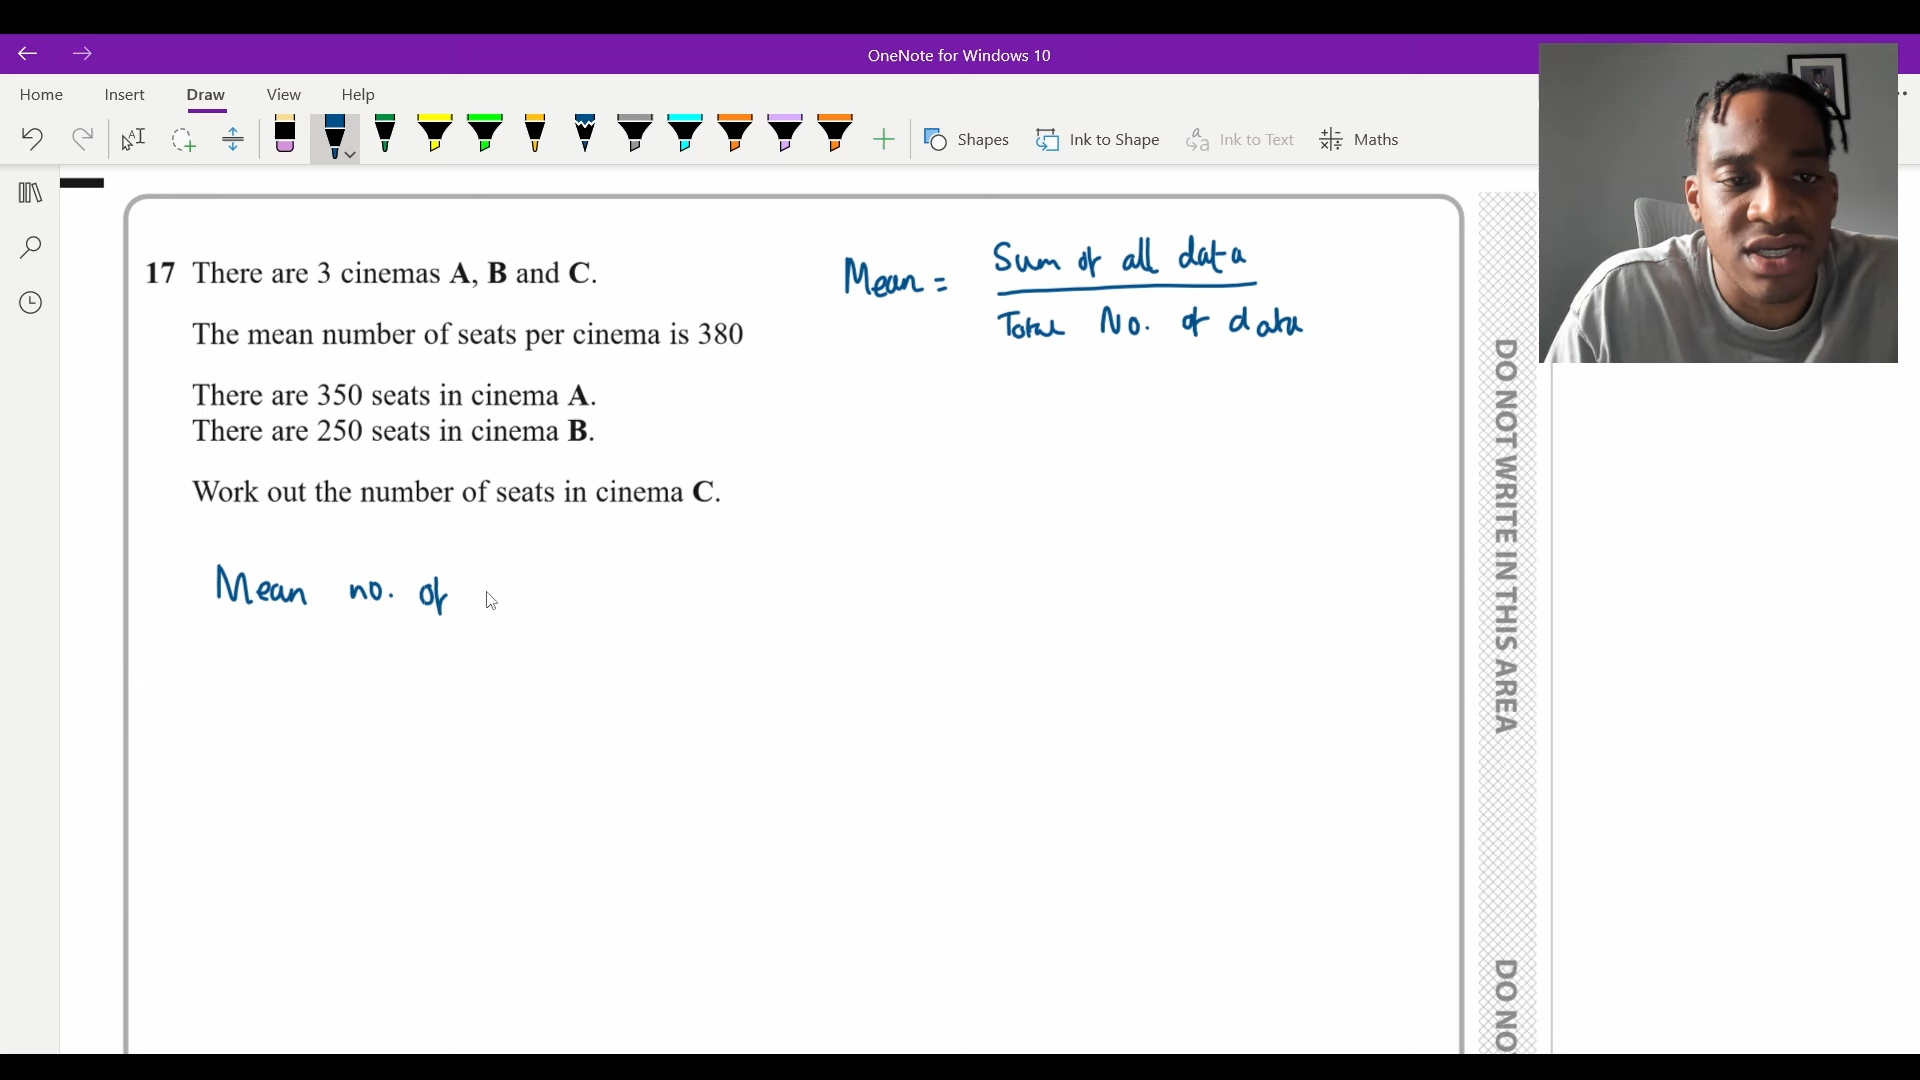 OneNote for Windows 10
Home Insert Draw View Help
Shapes Ink to Shape Ink to Text Maths
17 There are 3 cinemas A, B and C.
The mean number of seats per cinema is 380
There are 350 seats in cinema A.
There are 250 seats in cinema B.
Work out the number of seats in cinema C.
Mean = Sum of all data
Total No. of data
Mean no. of
DO NOT WRITE IN THIS AREA
DO NO